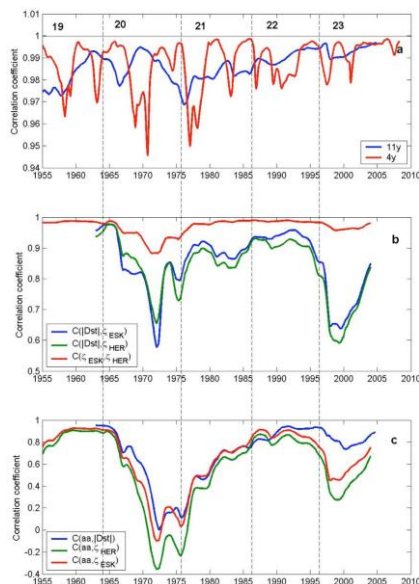 1.01
19 20 21 22 23
1
a
0.99
0.98
0.97
0.96
0.95
0.94
Correlation coefficient
11y
4y
1955 1960 1965 1970 1975 1980 1985 1990 1995 2000 2005 2010
1
b
0.9
0.8
0.7
0.6
0.5
Correlation coefficient
C(|Dst|,ζESK)
C(|Dst|,ζHER)
C(ζESK,ζHER)
1955 1960 1965 1970 1975 1980 1985 1990 1995 2000 2005 2010
1
c
0.8
0.6
0.4
0.2
0
-0.2
-0.4
Correlation coefficient
C(aa,|Dst|)
C(aa,ζHER)
C(aa,ζESK)
1955 1960 1965 1970 1975 1980 1985 1990 1995 2000 2005 2010